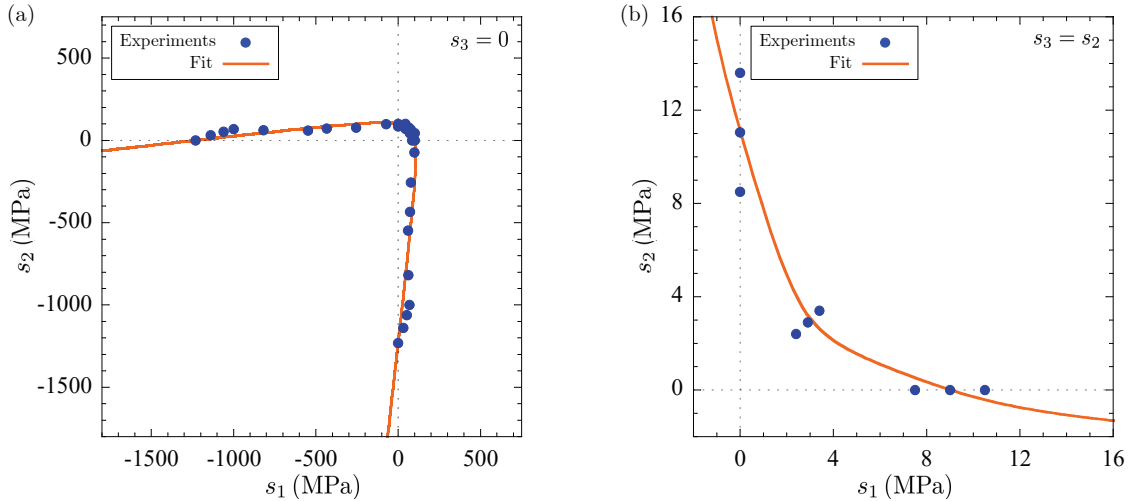 (a)
Experiments
Fit
s₃ = 0
500
0
-500
-1000
-1500
s₂ (MPa)
-1500 -1000 -500 0 500
s₁ (MPa)
(b)
Experiments
Fit
s₃ = s₂
16
12
8
4
0
s₂ (MPa)
0 4 8 12 16
s₁ (MPa)